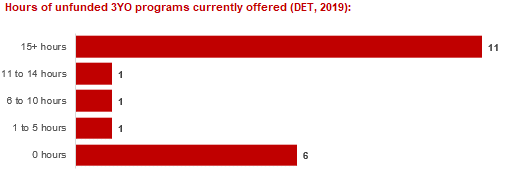 Hours of unfunded 3YO programs currently offered (DET, 2019):
15+ hours 11
11 to 14 hours 1
6 to 10 hours 1
1 to 5 hours 1
0 hours 6